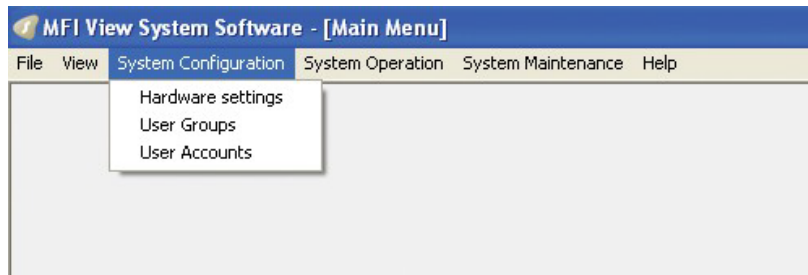 MFI View System Software - [Main Menu]
File View System Configuration System Operation System Maintenance Help
Hardware settings
User Groups
User Accounts